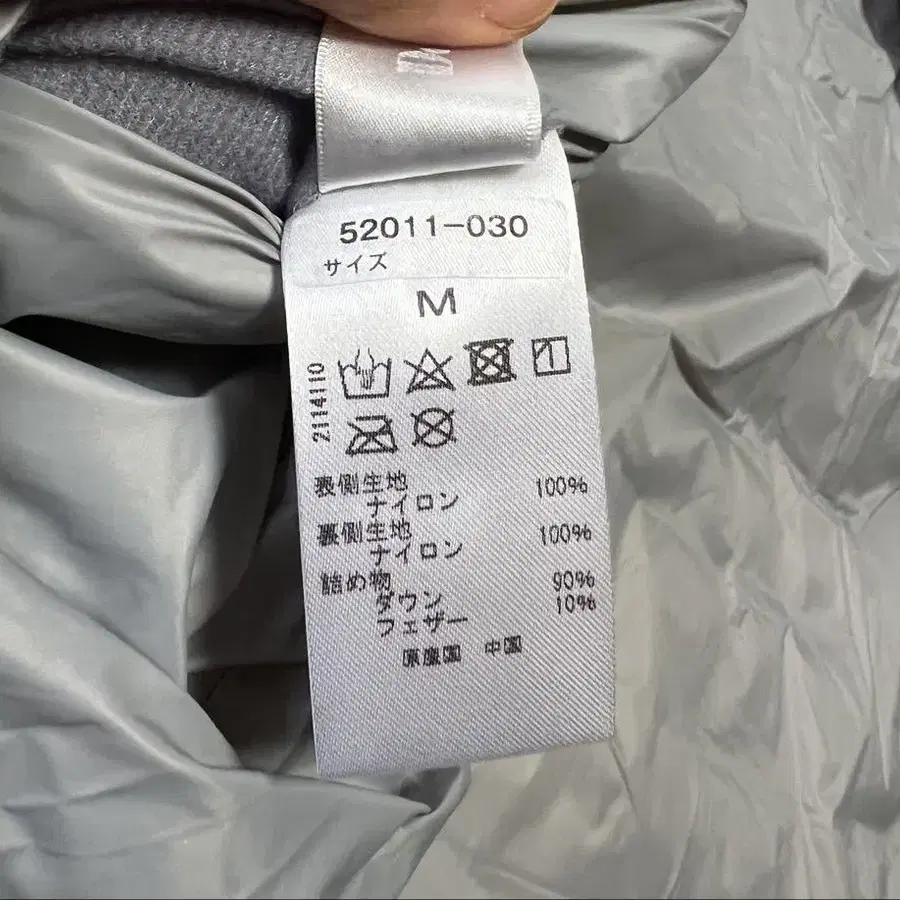 52011-030
サイズ
M
2114110
表側生地
ナイロン 100%
裏側生地
ナイロン 100%
詰め物
ダウン 90%
フェザー 10%
原産国 中国